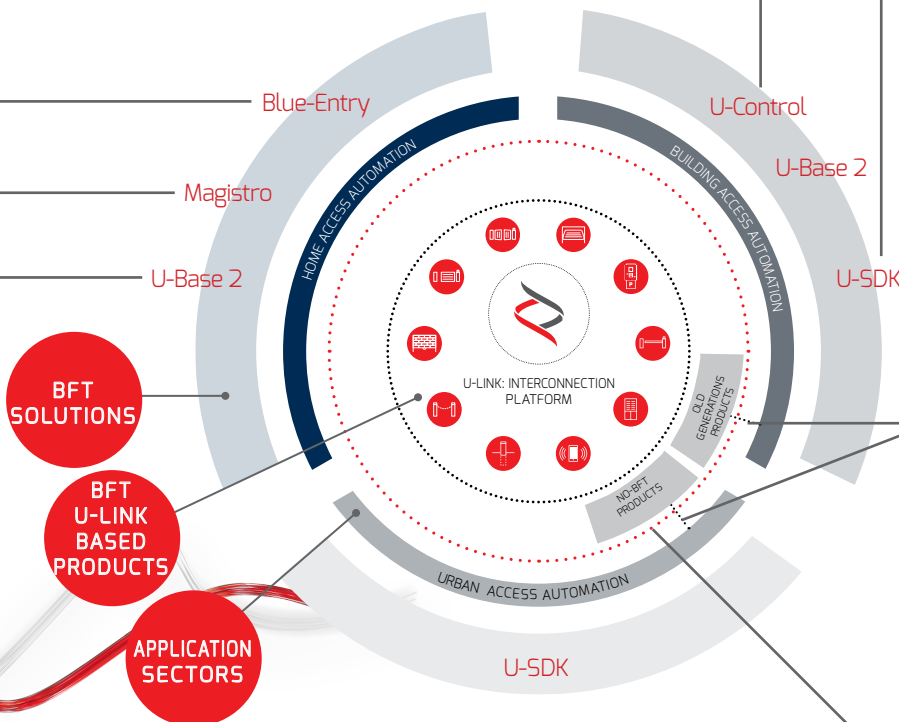 Blue-Entry
Magistro
U-Base 2
U-Control
U-Base 2
U-SDK
HOME ACCESS AUTOMATION
BUILDING ACCESS AUTOMATION
U-LINK: INTERCONNECTION
PLATFORM
OLD
GENERATIONS
PRODUCTS
NO-BFT
PRODUCTS
URBAN ACCESS AUTOMATION
U-SDK
BFT
SOLUTIONS
BFT
U-LINK
BASED
PRODUCTS
APPLICATION
SECTORS